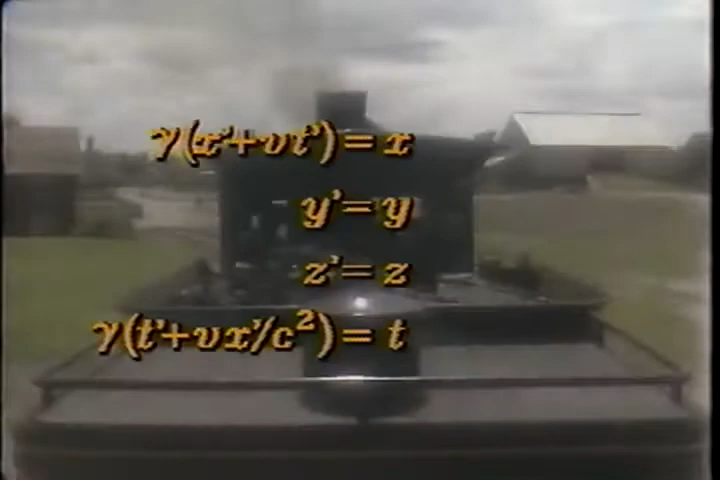 γ(x'+vt')= x
y'= y
z'= z
γ(t'+vx'/c²)= t